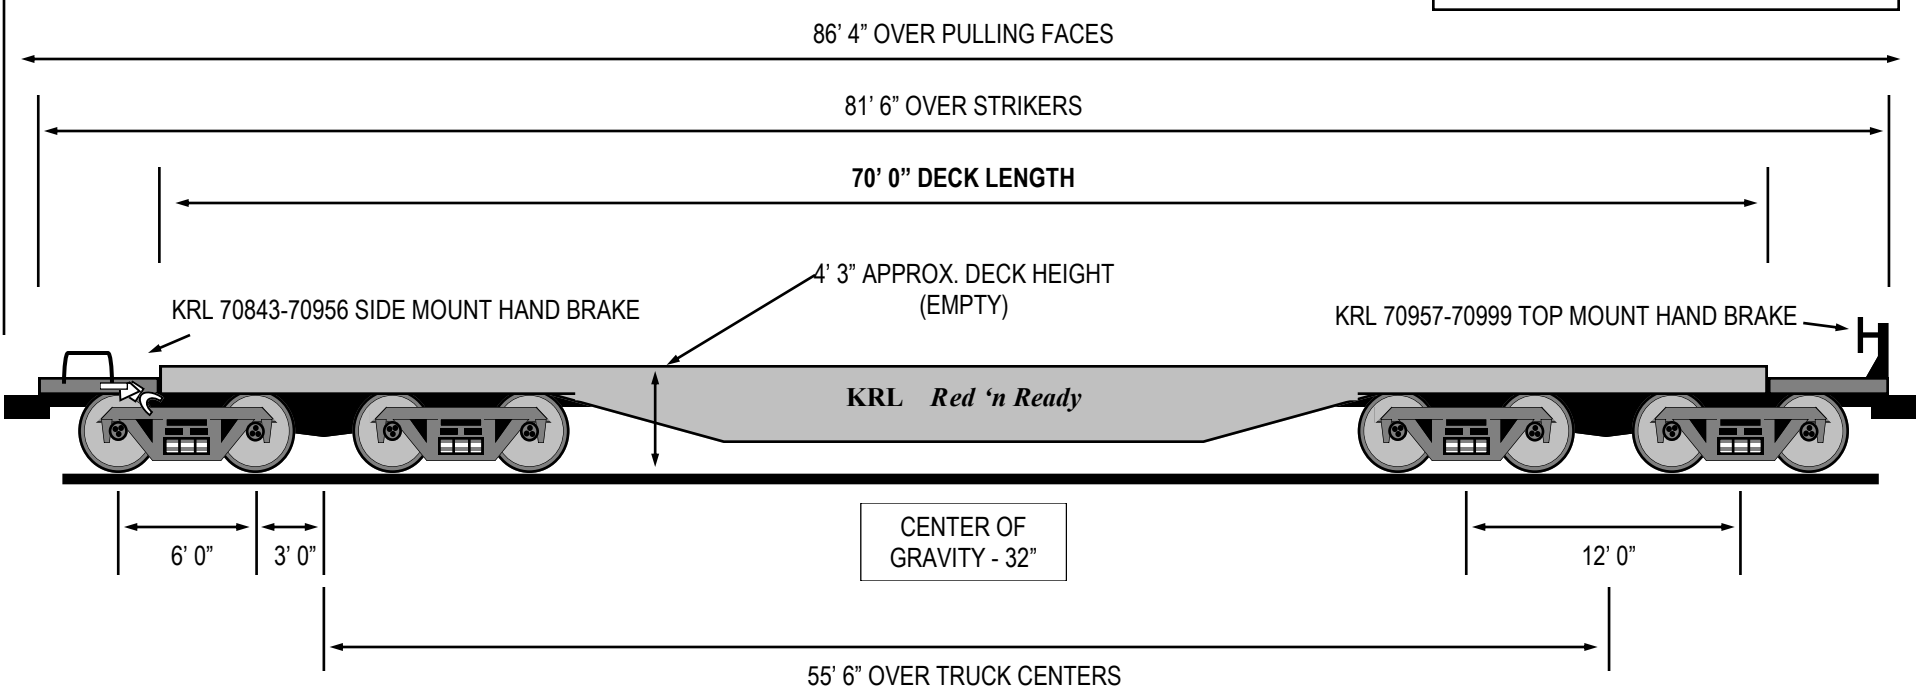 86’ 4” OVER PULLING FACES
81’ 6” OVER STRIKERS
70’ 0” DECK LENGTH
4’ 3” APPROX. DECK HEIGHT
(EMPTY)
KRL 70843-70956 SIDE MOUNT HAND BRAKE
KRL 70957-70999 TOP MOUNT HAND BRAKE
KRL Red ‘n Ready
CENTER OF
GRAVITY - 32”
6’ 0”
3’ 0”
12’ 0”
55’ 6” OVER TRUCK CENTERS